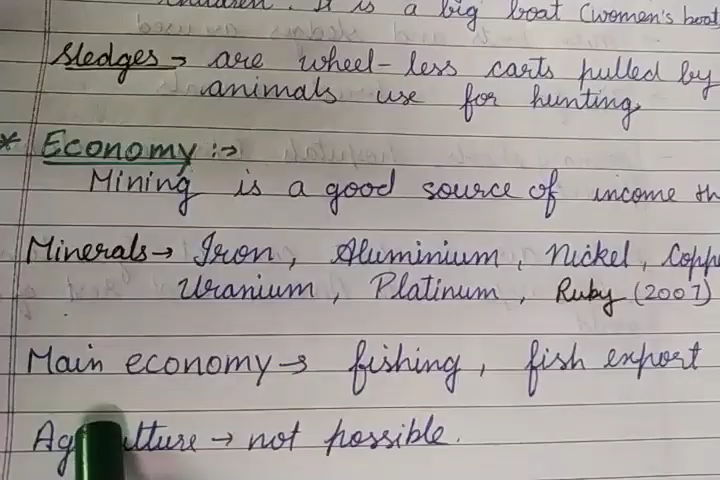 . It is a big boat (women's boat
Sledges → are wheel-less carts pulled by
animals use for hunting
* Economy :→
Mining is a good source of income th
Minerals → Iron, Aluminium, Nickel, Copp
Uranium, Platinum, Ruby (2007)
Main economy → fishing, fish export
Ag ulture → not possible.